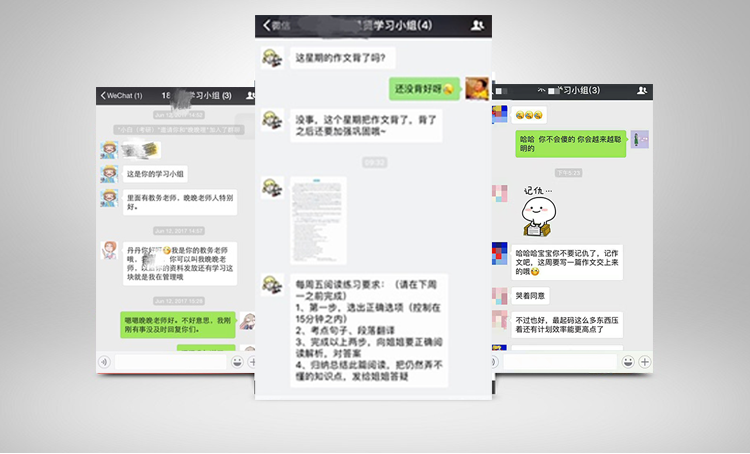 WeChat (1)
学习小组 (3)
Jun 12, 2017 14:02
这是你的学习小组
里面有教务老师，晚晚老师人特别
好。
Jun 12, 2017 14:37
我是你的教务老师
哦，
你可以叫我晚晚老
师，
的资料发放还有学习这
块就是我在管理哦
Jun 12, 2017 16:29
嗯嗯晚晚老师好。不好意思，我刚
刚有事没及时回复你们。
微信
学习小组(4)
这星期的作文背了吗？
还没背好呀
没事，这个星期把作文背了，背了
之后还要加强巩固哦~
09:33
每周五阅读练习要求：（请在下周
一之前完成）
1、第一步，选出正确选项（控制在
15分钟之内）
2、考点句子、段落翻译
3、完成以上两步，向姐姐要正确阅
读解析，对答案
4、归纳总结此篇阅读，把仍然弄不
懂的知识点，发给姐姐答疑
习小组(3)
哈哈 你不会傻的 你会越来越聪
明的
记仇...
哈哈哈宝宝你不要记仇了，记作
文吧，这周要写一篇作文交上来
的哦
哭着同意
不过也好，最起码这么多东西压
着还有计划效率能更高点了